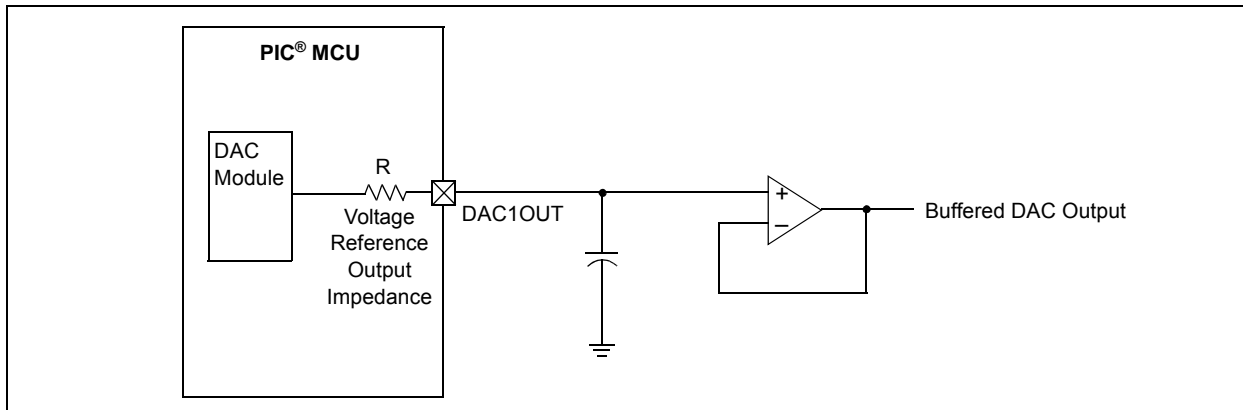 PIC® MCU
DAC
Module
R
Voltage
Reference
Output
Impedance
DAC1OUT
+
–
Buffered DAC Output